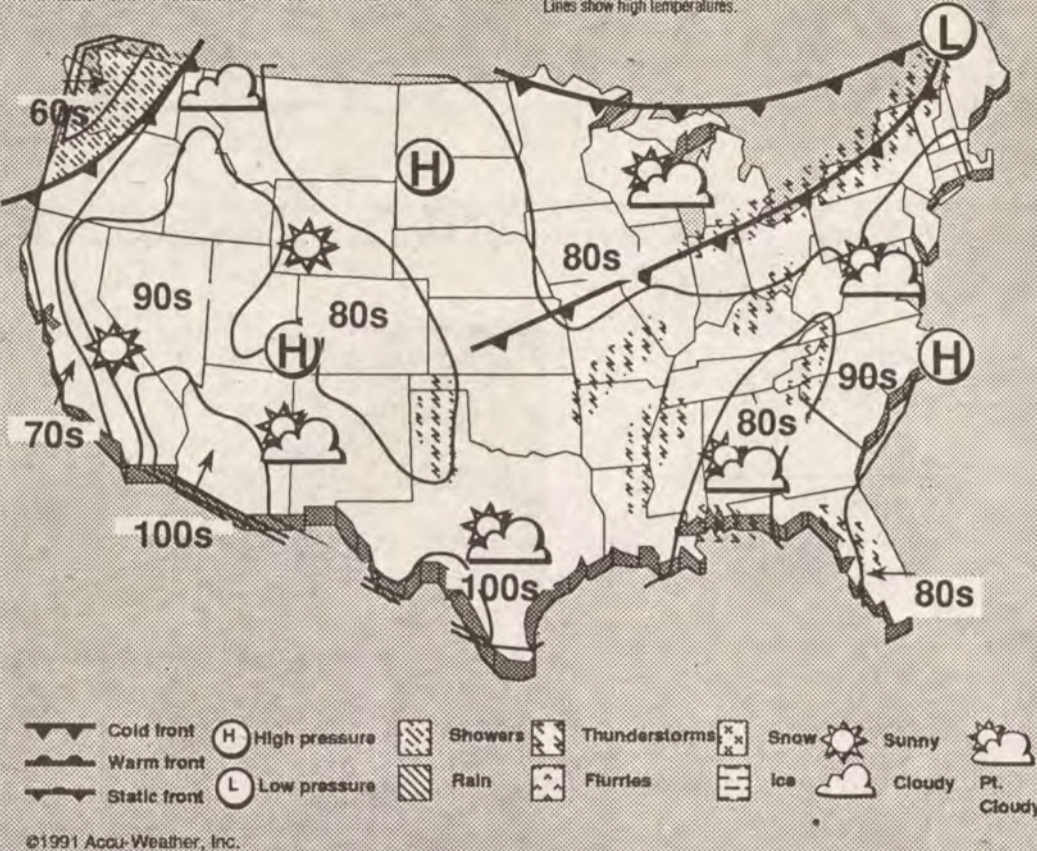 Lines show high temperatures.
L
60s
H
80s
90s
80s
H
H
90s
70s
80s
100s
100s
80s
Cold front
H High pressure
Showers
Thunderstorms
Snow
Sunny
Warm front
Static front
L Low pressure
Rain
Flurries
Ice
Cloudy
Pt.
Cloudy
©1991 Accu-Weather, Inc.